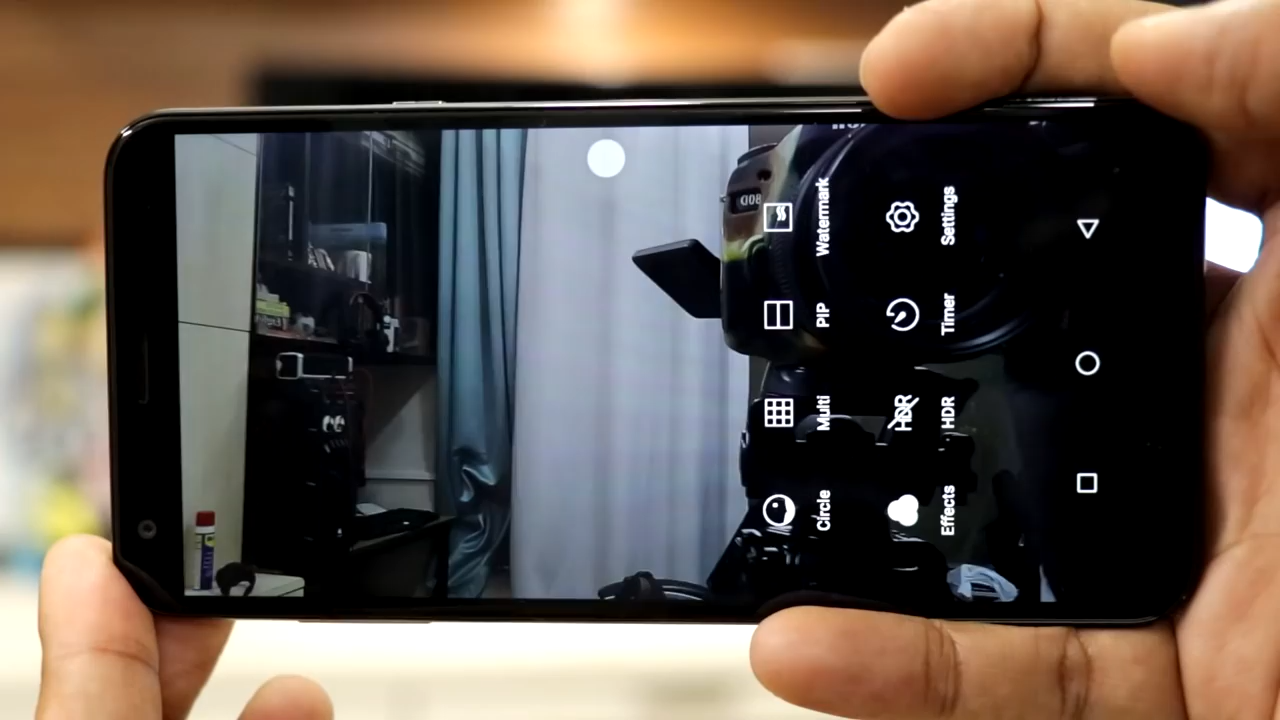 Circle Multi PIP Watermark
HDR
Effects HDR Timer Settings
80D